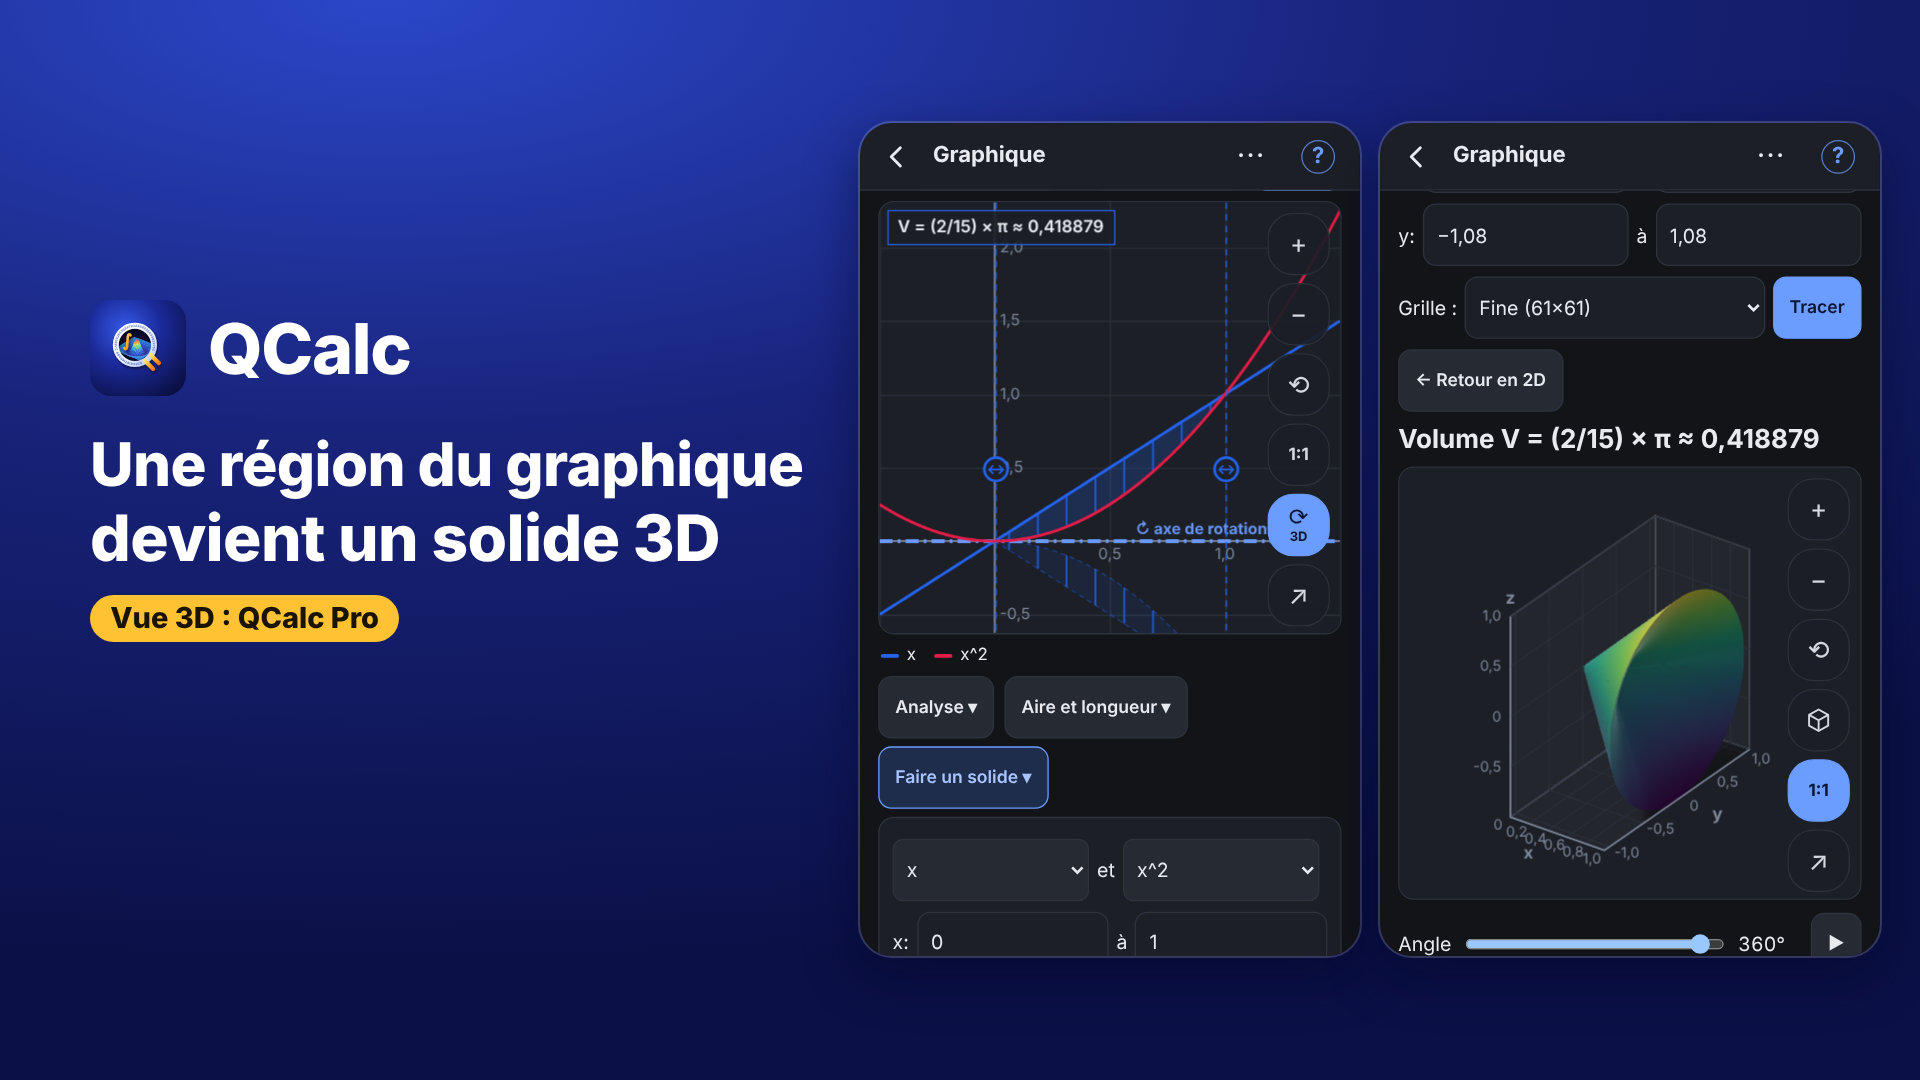 QCalc
Une région du graphique
devient un solide 3D
Vue 3D : QCalc Pro
Graphique
...
?
V = (2/15) × π ≈ 0,418879
2,0
1,5
1,0
,5
-0,5
0,5
1,0
↻ axe de rotation
+
−
⟲
1:1
⟳
3D
↗
x
x^2
Analyse ▾
Aire et longueur ▾
Faire un solide ▾
x et x^2
x: 0 à 1
Graphique
...
?
y: −1,08 à 1,08
Grille : Fine (61×61) Tracer
← Retour en 2D
Volume V = (2/15) × π ≈ 0,418879
z
1,0
0,5
0
-0,5
0 0,2 0,4 0,6 0,8 1,0
x
-1,0 -0,5 0 0,5 1,0
y
+
−
⟲
1:1
↗
Angle 360°
▶